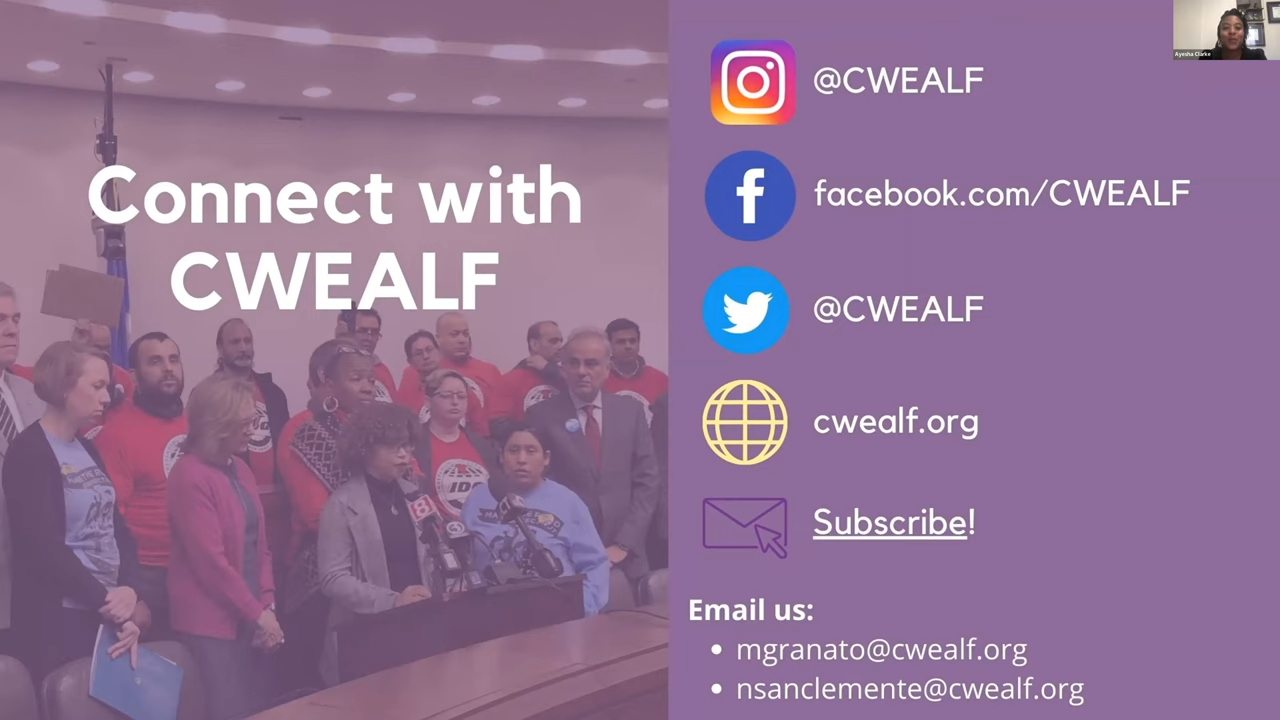 Ayesha Clarke
Connect with
CWEALF
@CWEALF
facebook.com/CWEALF
@CWEALF
cwealf.org
Subscribe!
Email us:
• mgranato@cwealf.org
• nsanclemente@cwealf.org
8